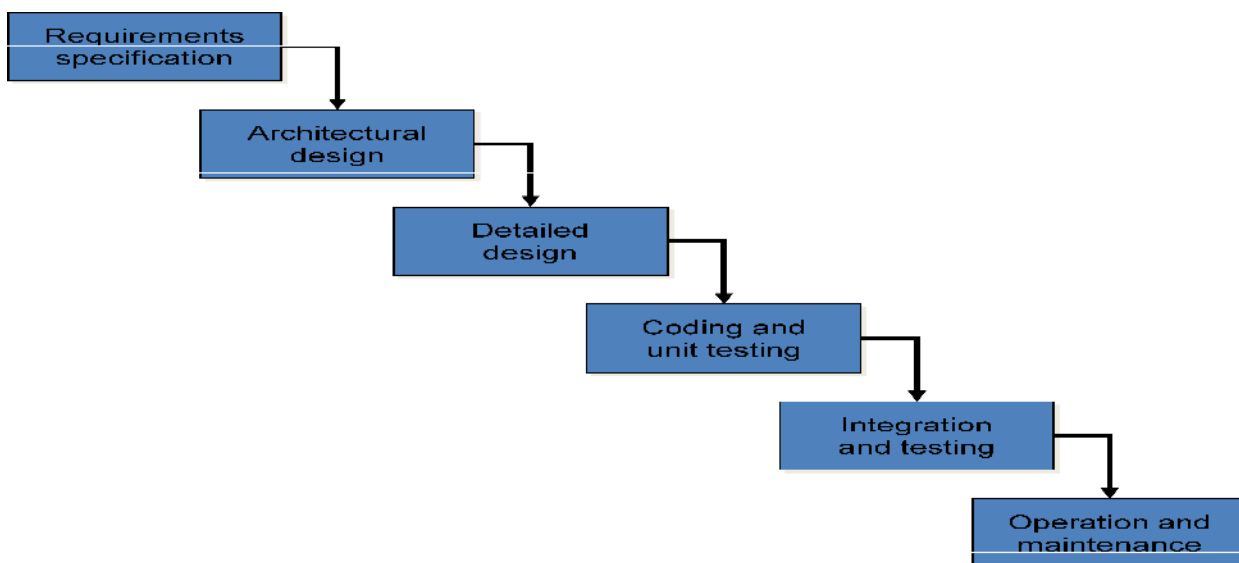 Requirements
specification
Architectural
design
Detailed
design
Coding and
unit testing
Integration
and testing
Operation and
maintenance